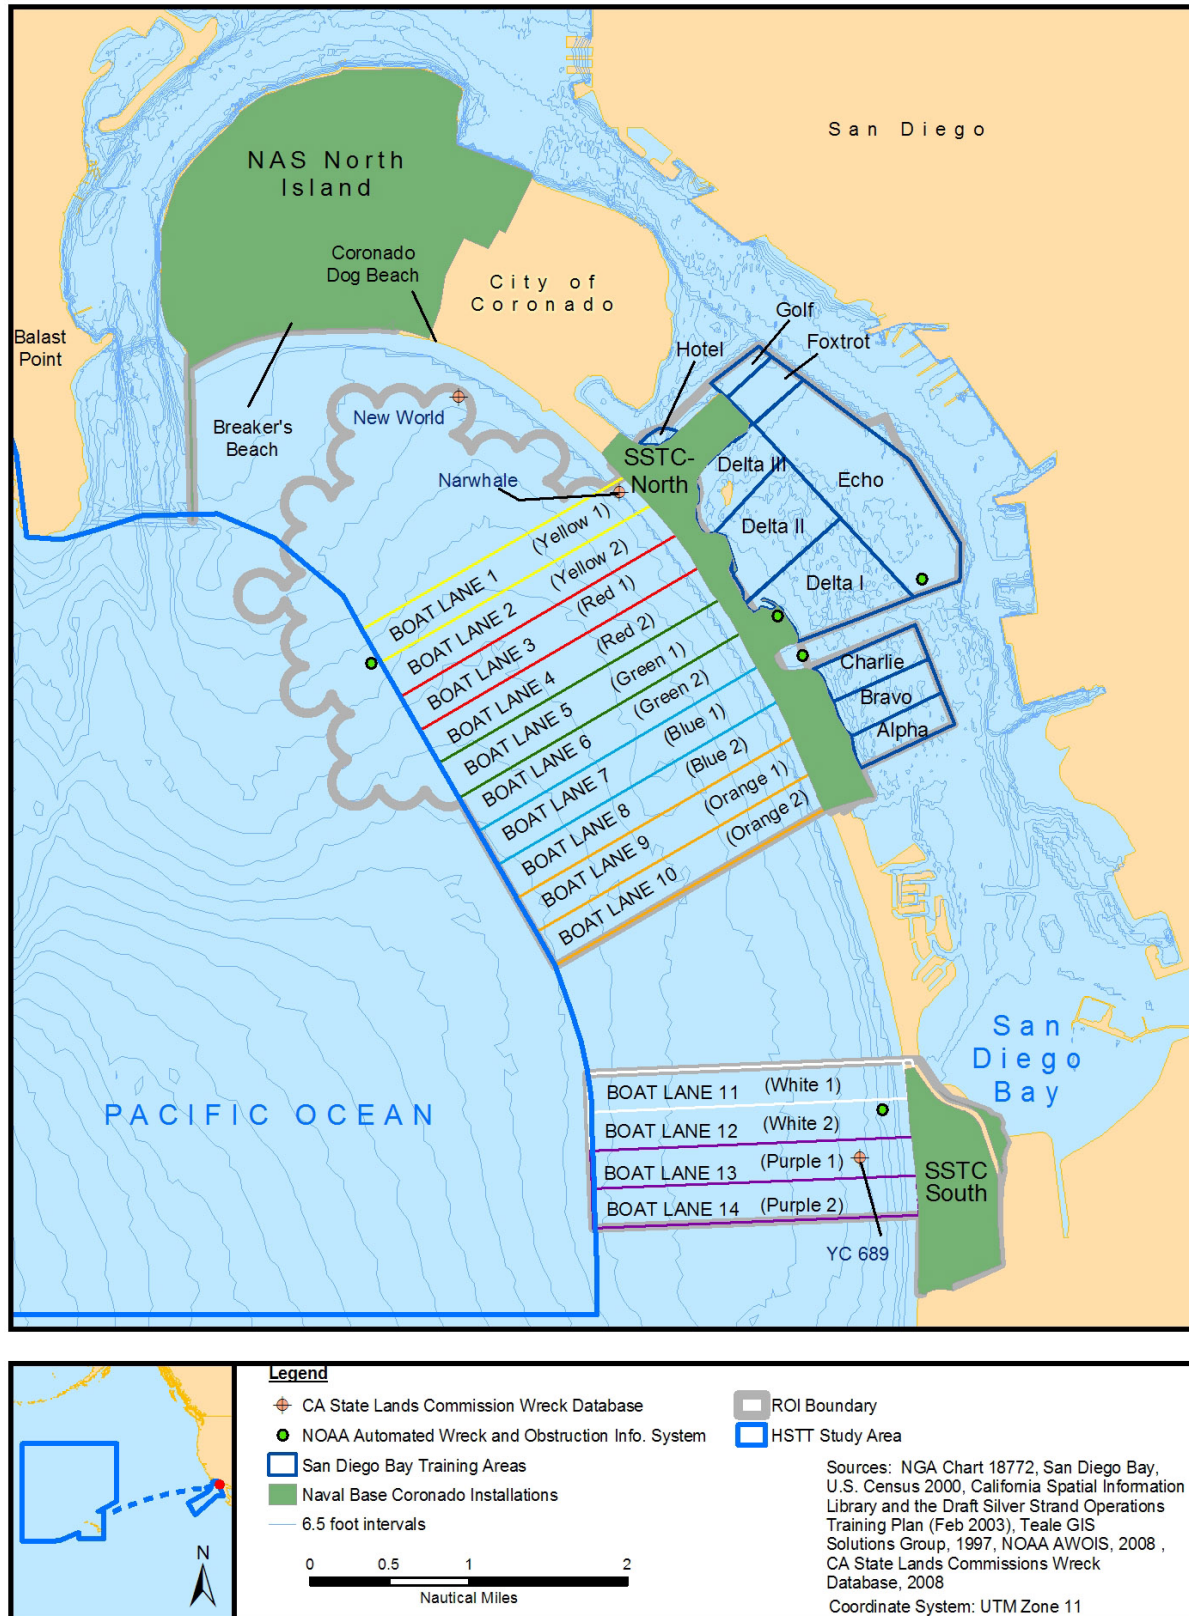 San Diego
NAS North
Island
Coronado
Dog Beach
City of
Coronado
Golf
Foxtrot
Hotel
Balast
Point
Breaker's
Beach
New World
Narwhale
SSTC-
North
Delta III
Echo
Delta II
Delta I
Charlie
Bravo
Alpha
BOAT LANE 1 (Yellow 1)
BOAT LANE 2 (Yellow 2)
BOAT LANE 3 (Red 1)
BOAT LANE 4 (Red 2)
BOAT LANE 5 (Green 1)
BOAT LANE 6 (Green 2)
BOAT LANE 7 (Blue 1)
BOAT LANE 8 (Blue 2)
BOAT LANE 9 (Orange 1)
BOAT LANE 10 (Orange 2)
San
Diego
Bay
PACIFIC OCEAN
BOAT LANE 11 (White 1)
BOAT LANE 12 (White 2)
BOAT LANE 13 (Purple 1)
BOAT LANE 14 (Purple 2)
SSTC
South
YC 689
Legend
CA State Lands Commission Wreck Database
NOAA Automated Wreck and Obstruction Info. System
San Diego Bay Training Areas
Naval Base Coronado Installations
6.5 foot intervals
ROI Boundary
HSTT Study Area
0 0.5 1 2
Nautical Miles
N
Sources: NGA Chart 18772, San Diego Bay,
U.S. Census 2000, California Spatial Information
Library and the Draft Silver Strand Operations
Training Plan (Feb 2003), Teale GIS
Solutions Group, 1997, NOAA AWOIS, 2008 ,
CA State Lands Commissions Wreck
Database, 2008
Coordinate System: UTM Zone 11